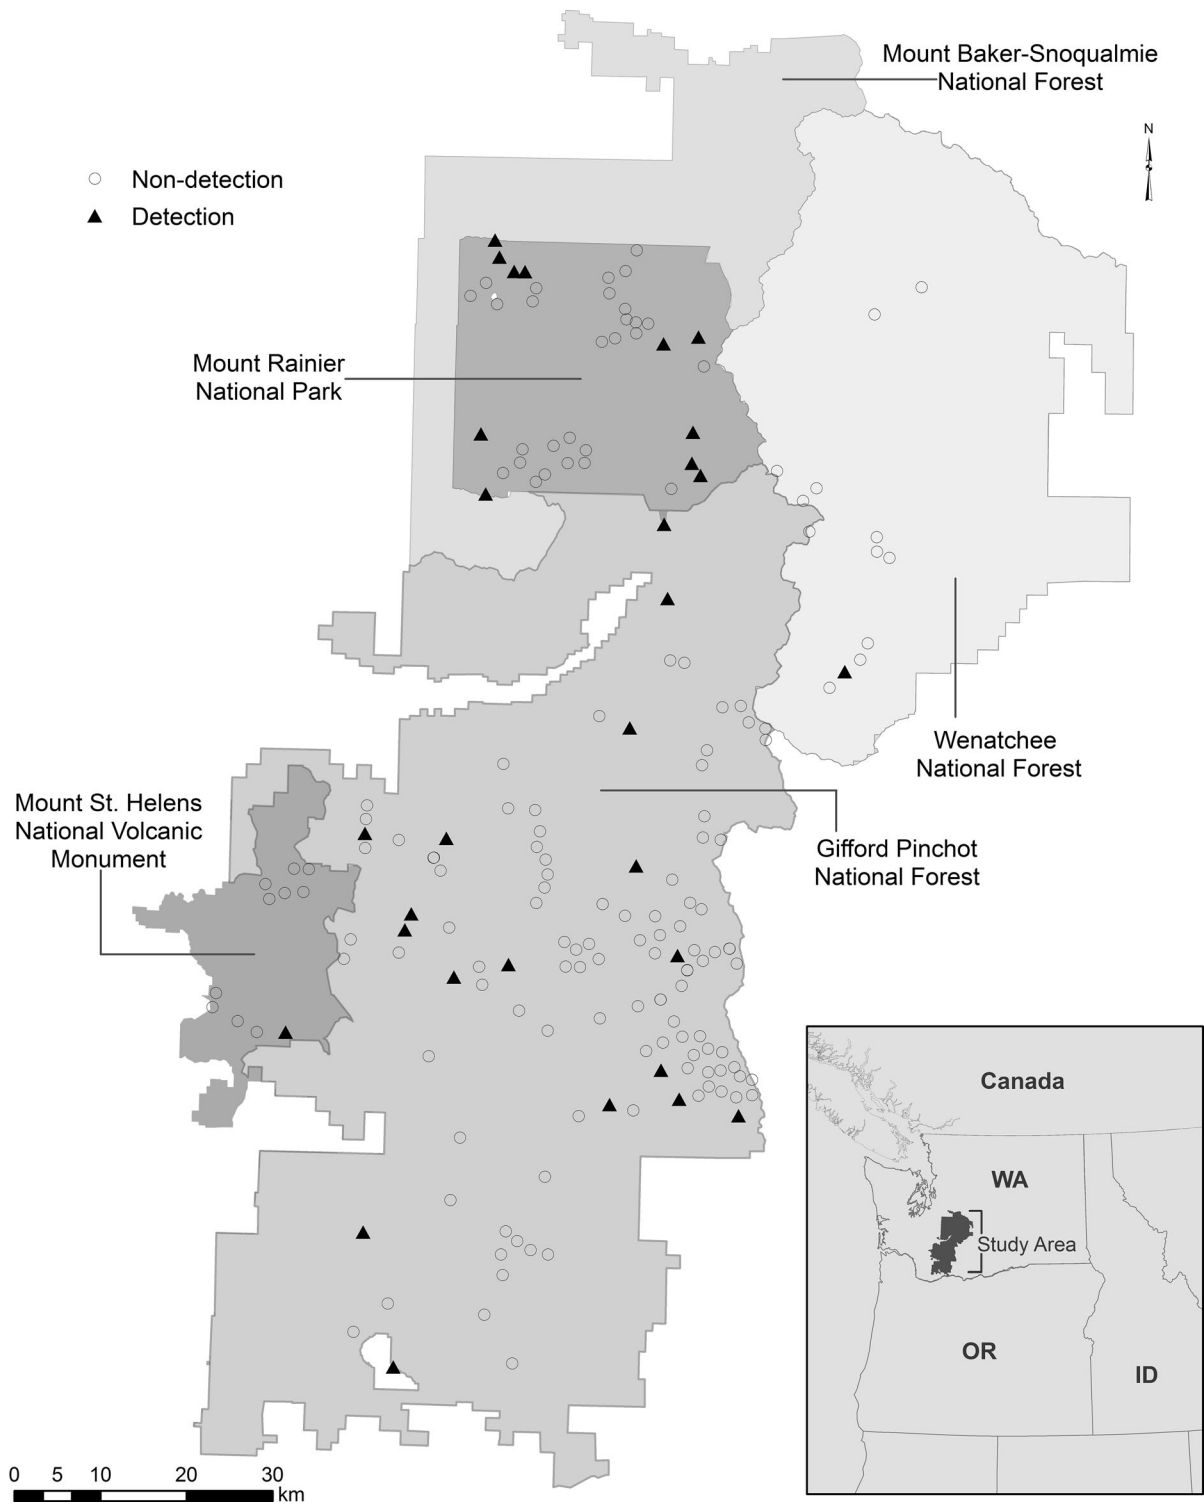 Mount Baker-Snoqualmie
National Forest
N
Non-detection
Detection
Mount Rainier
National Park
Wenatchee
National Forest
Mount St. Helens
National Volcanic
Monument
Gifford Pinchot
National Forest
Canada
WA
Study Area
OR
ID
0 5 10 20 30
km